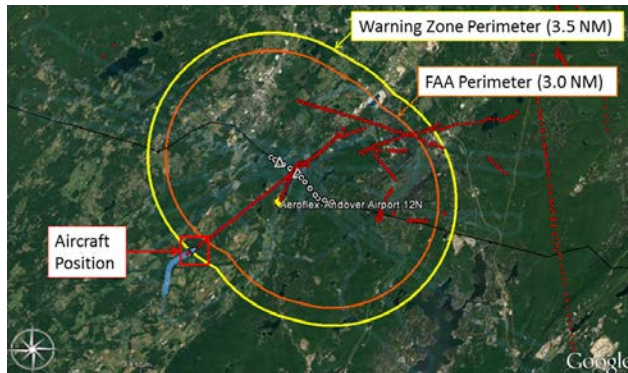 Warning Zone Perimeter (3.5 NM)
FAA Perimeter (3.0 NM)
Aeroflex-Andover Airport 12N
Aircraft
Position
Google